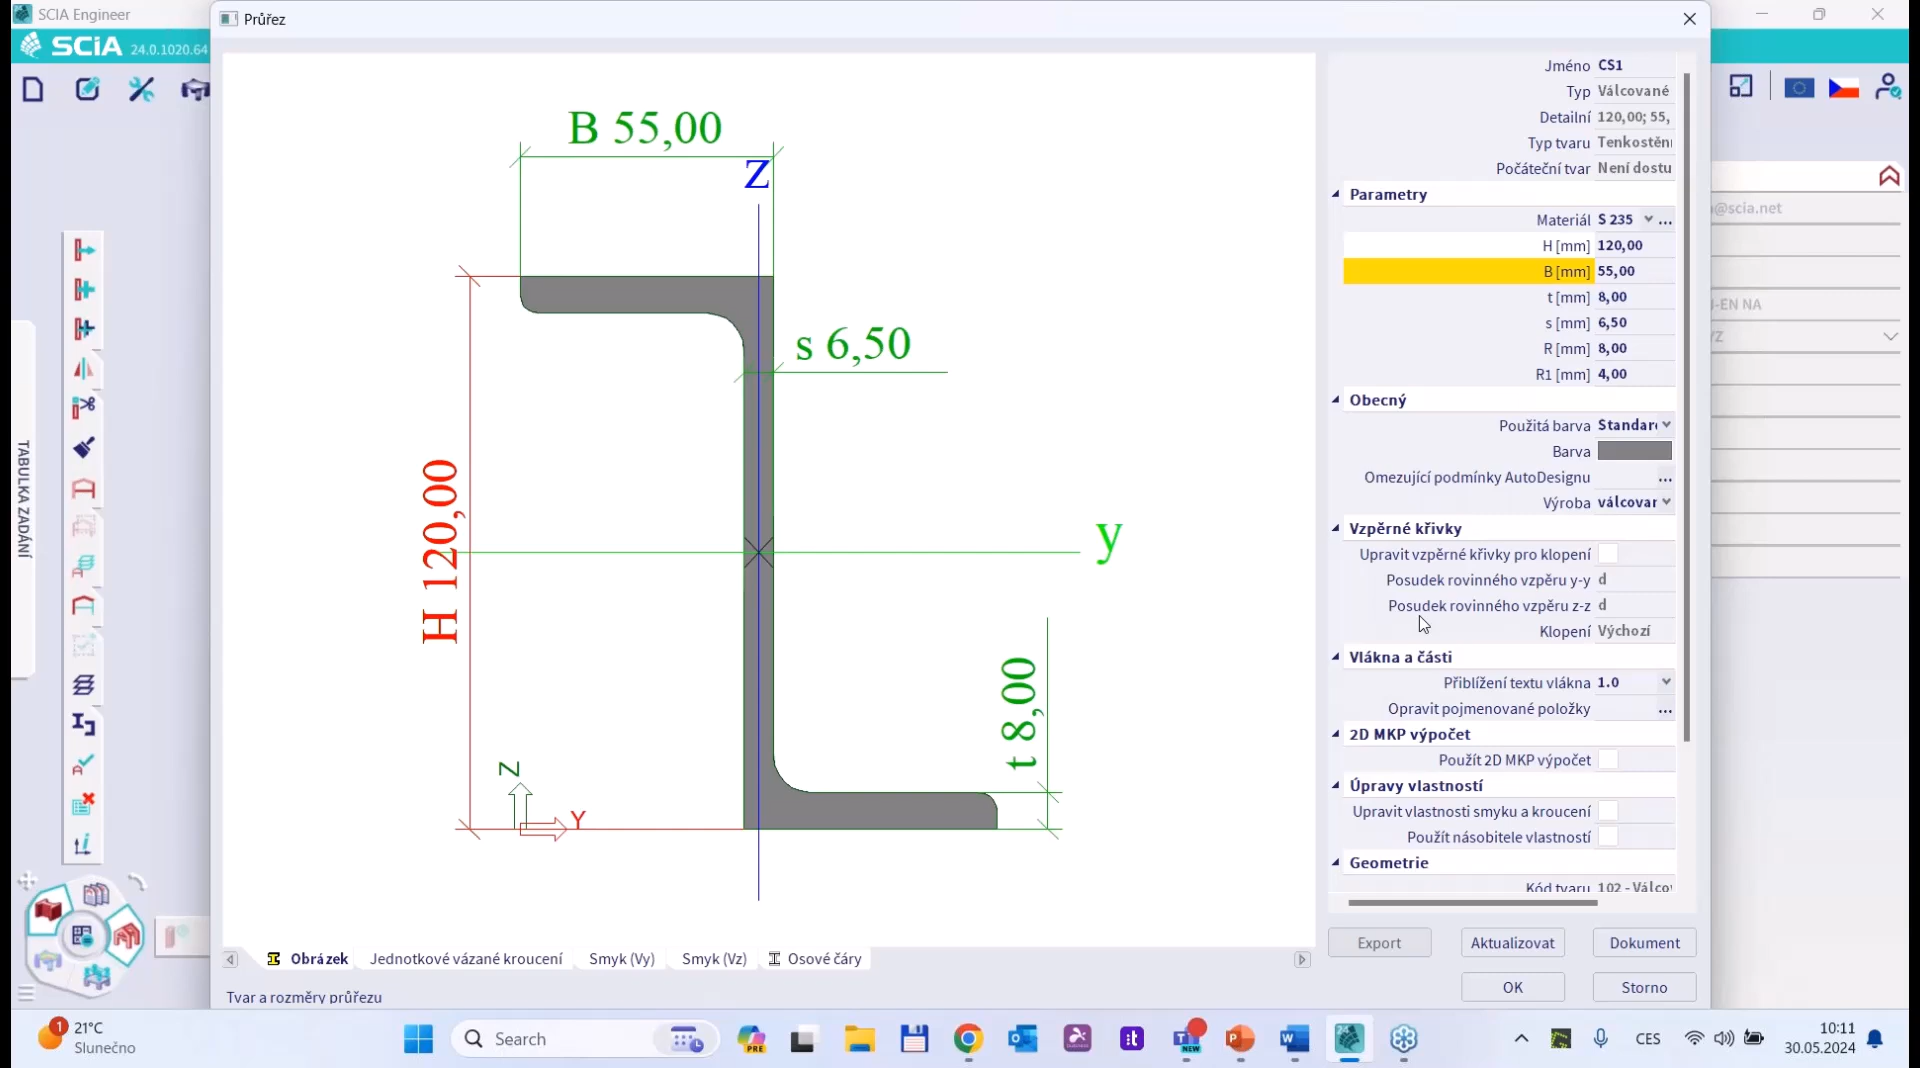 SCIA Engineer
Průřez
SCiA 24.0.1020.64
B 55,00
Z
s 6,50
y
H 120,00
t 8,00
Z
Y
TABULKA ZADÁNÍ
Jméno CS1
Typ Válcované
Detailní 120,00; 55,
Typ tvaru Tenkostěnn
Počáteční tvar Není dostu
Parametry
Materiál S 235 ...
H [mm] 120,00
B [mm] 55,00
t [mm] 8,00
s [mm] 6,50
R [mm] 8,00
R1 [mm] 4,00
Obecný
Použitá barva Standar
Barva
Omezující podmínky AutoDesignu ...
Výroba válcovar
Vzpěrné křivky
Upravit vzpěrné křivky pro klopení
Posudek rovinného vzpěru y-y d
Posudek rovinného vzpěru z-z d
Klopení Výchozí
Vlákna a části
Přiblížení textu vlákna 1.0
Opravit pojmenované položky ...
2D MKP výpočet
Použít 2D MKP výpočet
Úpravy vlastností
Upravit vlastnosti smyku a kroucení
Použít násobitele vlastností
Geometrie
Kód tvaru 102 - Válco
@scia.net
-EN NA
YZ
Export Aktualizovat Dokument
OK Storno
Obrázek Jednotkové vázané kroucení Smyk (Vy) Smyk (Vz) Osové čáry
Tvar a rozměry průřezu
1 21°C
Slunečno
Search
PRE
NEW
CES
10:11
30.05.2024